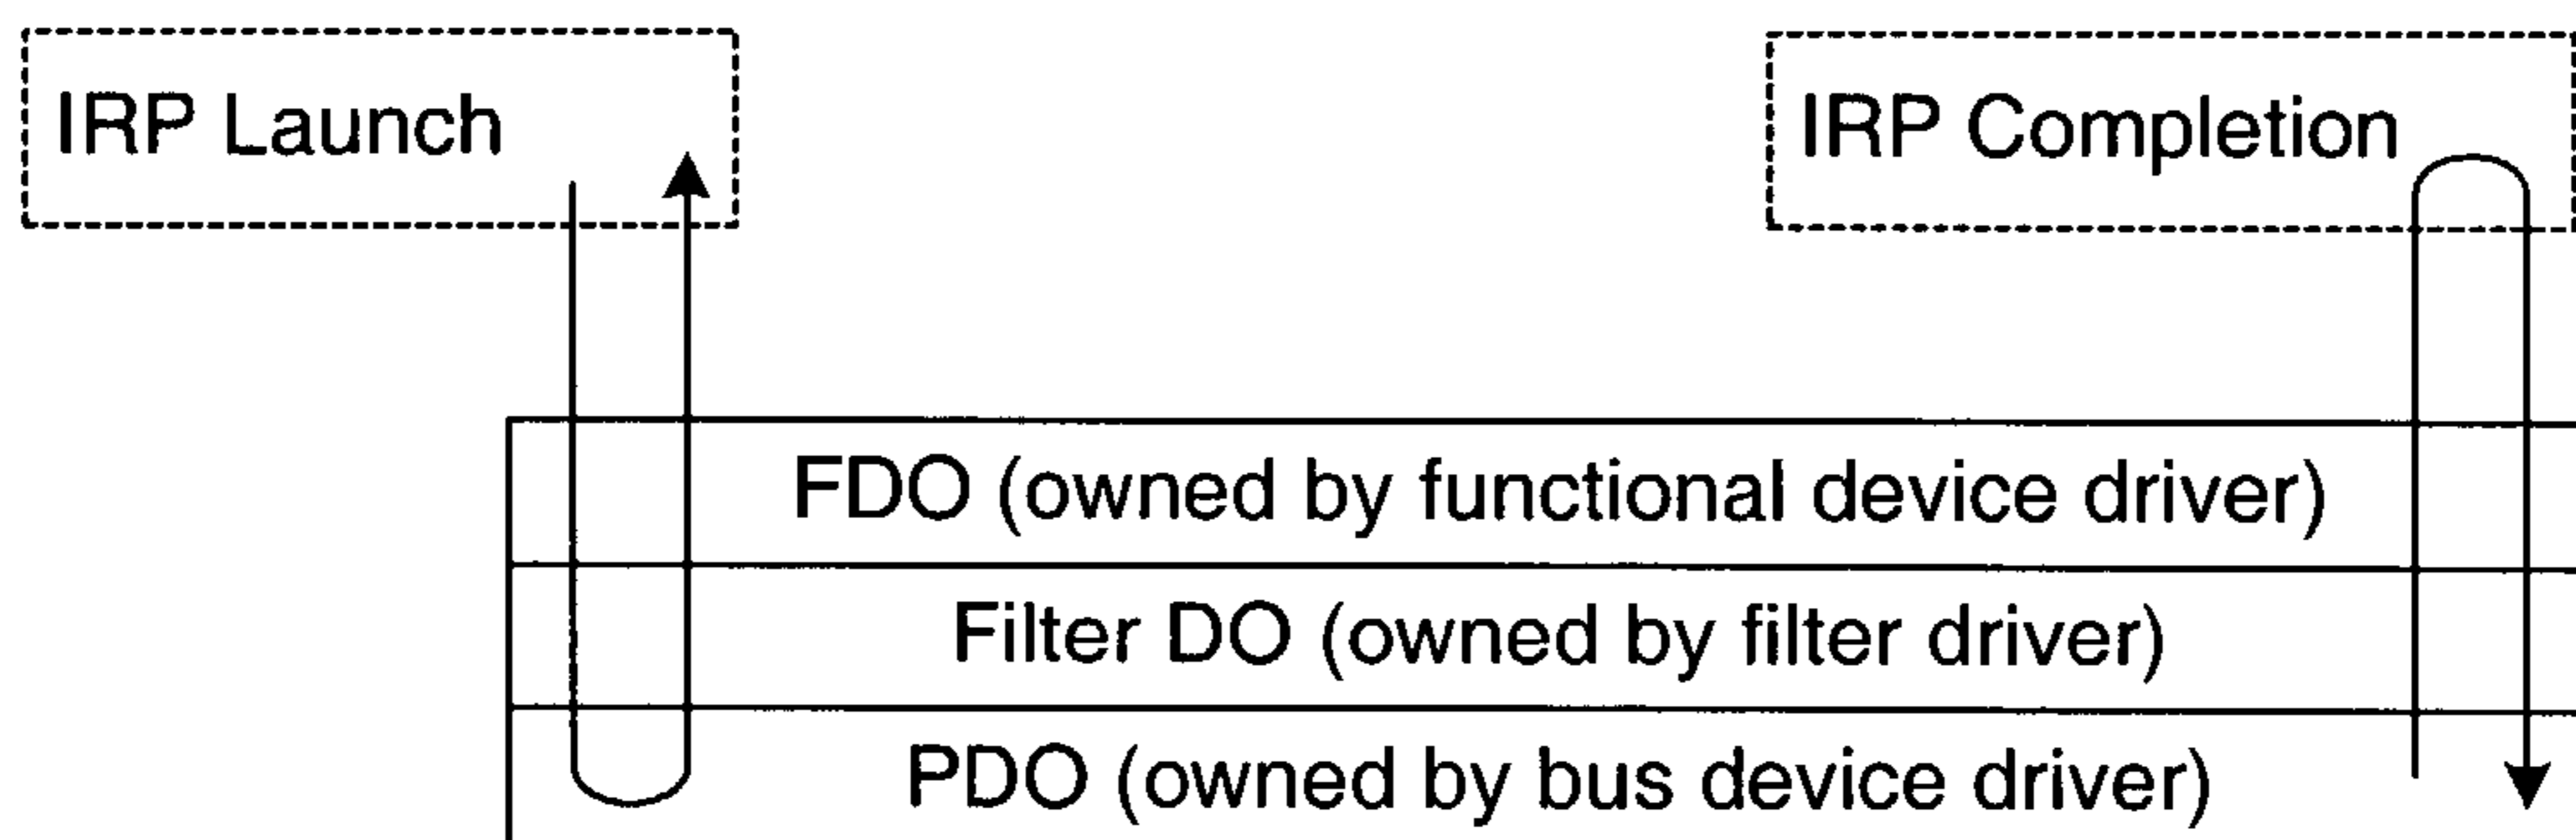 IRP Launch
IRP Completion
FDO (owned by functional device driver)
Filter DO (owned by filter driver)
PDO (owned by bus device driver)